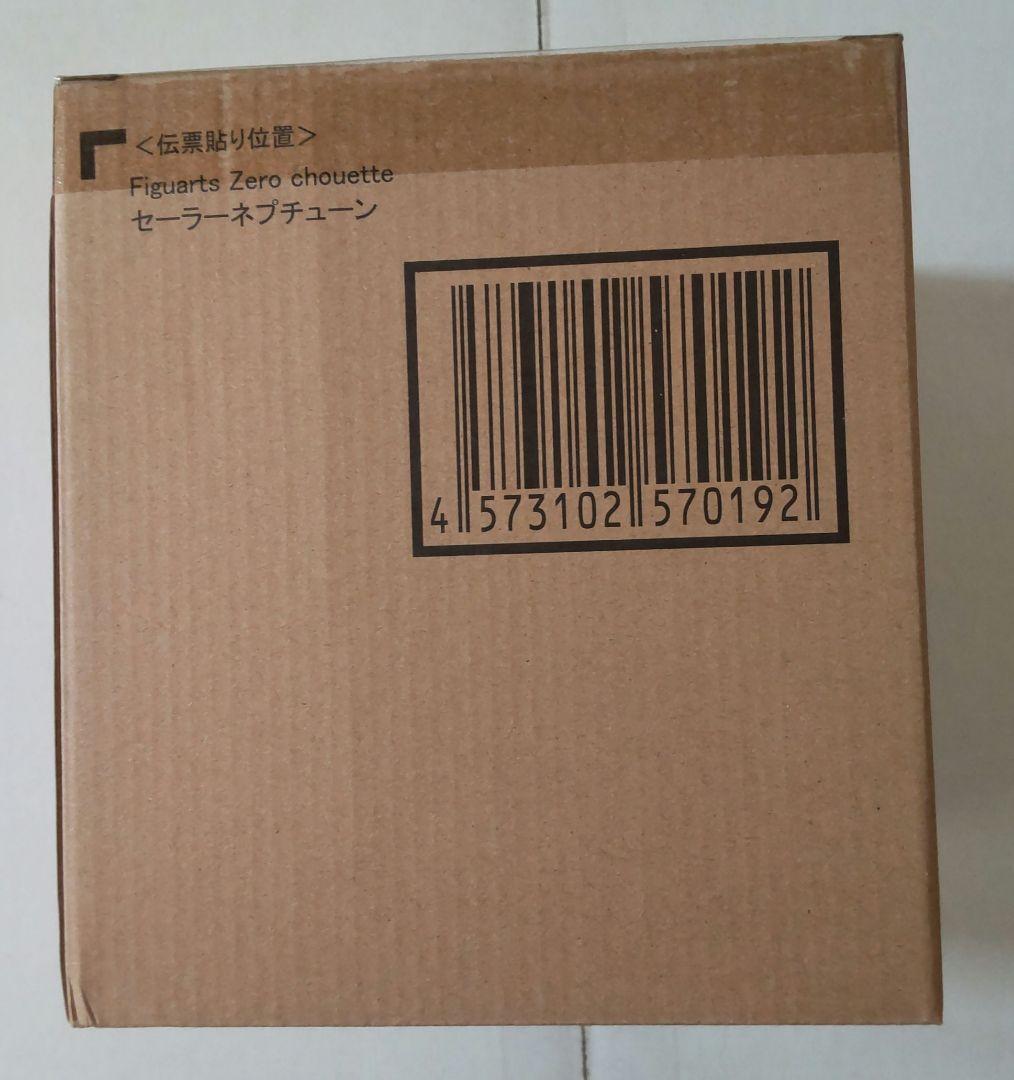 ＜伝票貼り位置＞
Figuarts Zero chouette
セーラーネプチューン
4 573102 570192